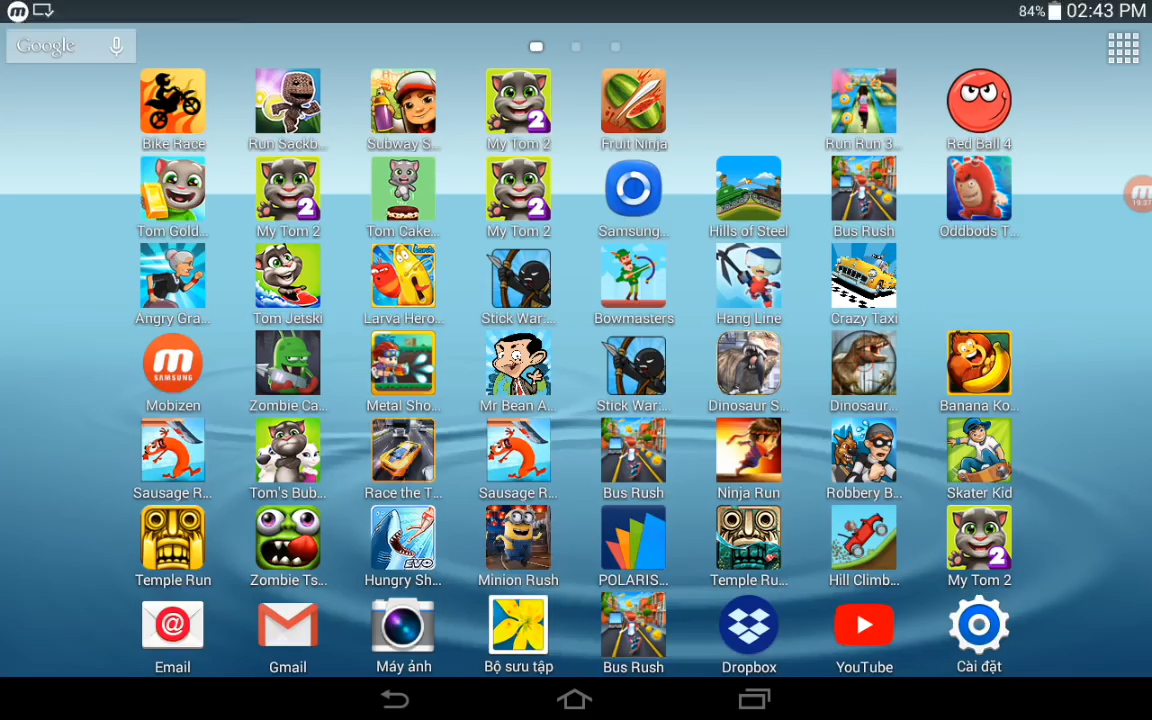 84% 02:43 PM
Google
Bike Race Run Sackb... Subway S... My Tom 2 Fruit Ninja Run Run 3... Red Ball 4
Tom Gold... My Tom 2 Tom Cake... My Tom 2 Samsung... Hills of Steel Bus Rush Oddbods T...
Angry Gra... Tom Jetski Larva Hero... Stick War:... Bowmasters Hang Line Crazy Taxi
Mobizen Zombie Ca... Metal Sho... Mr Bean A... Stick War:... Dinosaur S... Dinosaur... Banana Ko...
Sausage R... Tom's Bub... Race the T... Sausage R... Bus Rush Ninja Run Robbery B... Skater Kid
Temple Run Zombie Ts... Hungry Sh... Minion Rush POLARIS... Temple Ru... Hill Climb... My Tom 2
Email Gmail Máy ảnh Bộ sưu tập Bus Rush Dropbox YouTube Cài đặt